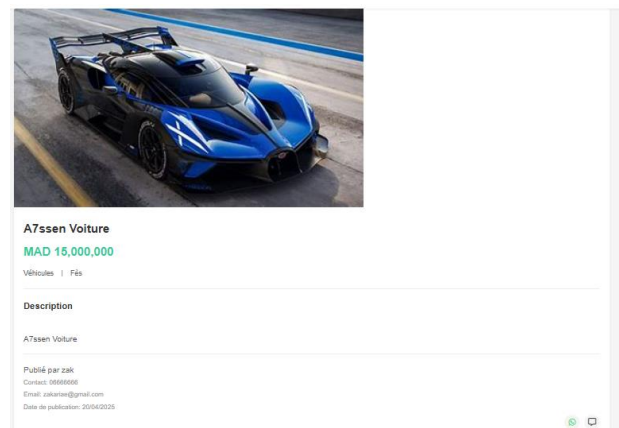 A7ssen Voiture
MAD 15,000,000
Véhicules | Fès
Description
A7ssen Voiture
Publié par zak
Contact: 06666666
Email: zakariae@gmail.com
Date de publication: 20/04/2025